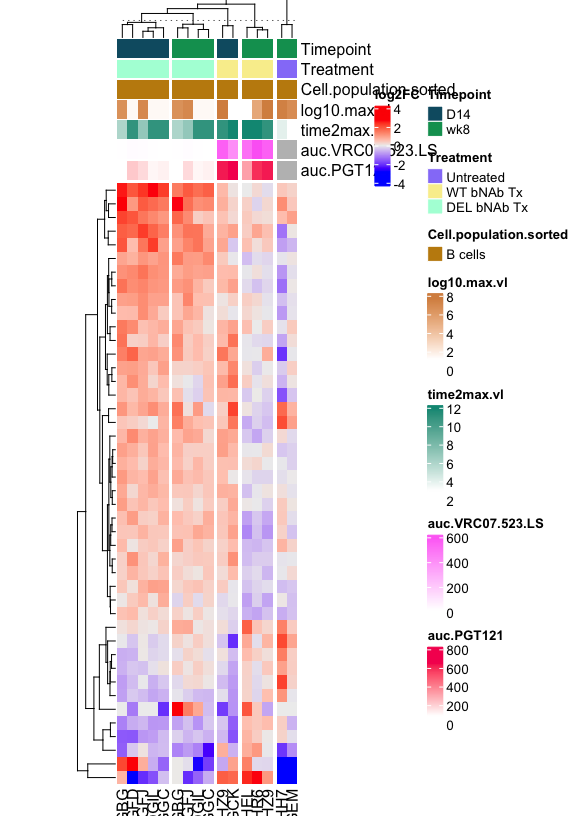 Timepoint
Treatment
Cell.population.sorted
log10.max.
time2max.
auc.VRC07.523.LS
auc.PGT121
log2FC
4
2
0
-2
-4
Timepoint
D14
wk8
Treatment
Untreated
WT bNAb Tx
DEL bNAb Tx
Cell.population.sorted
B cells
log10.max.vl
8
6
4
2
0
time2max.vl
12
10
8
6
4
2
auc.VRC07.523.LS
600
400
200
0
auc.PGT121
800
600
400
200
0